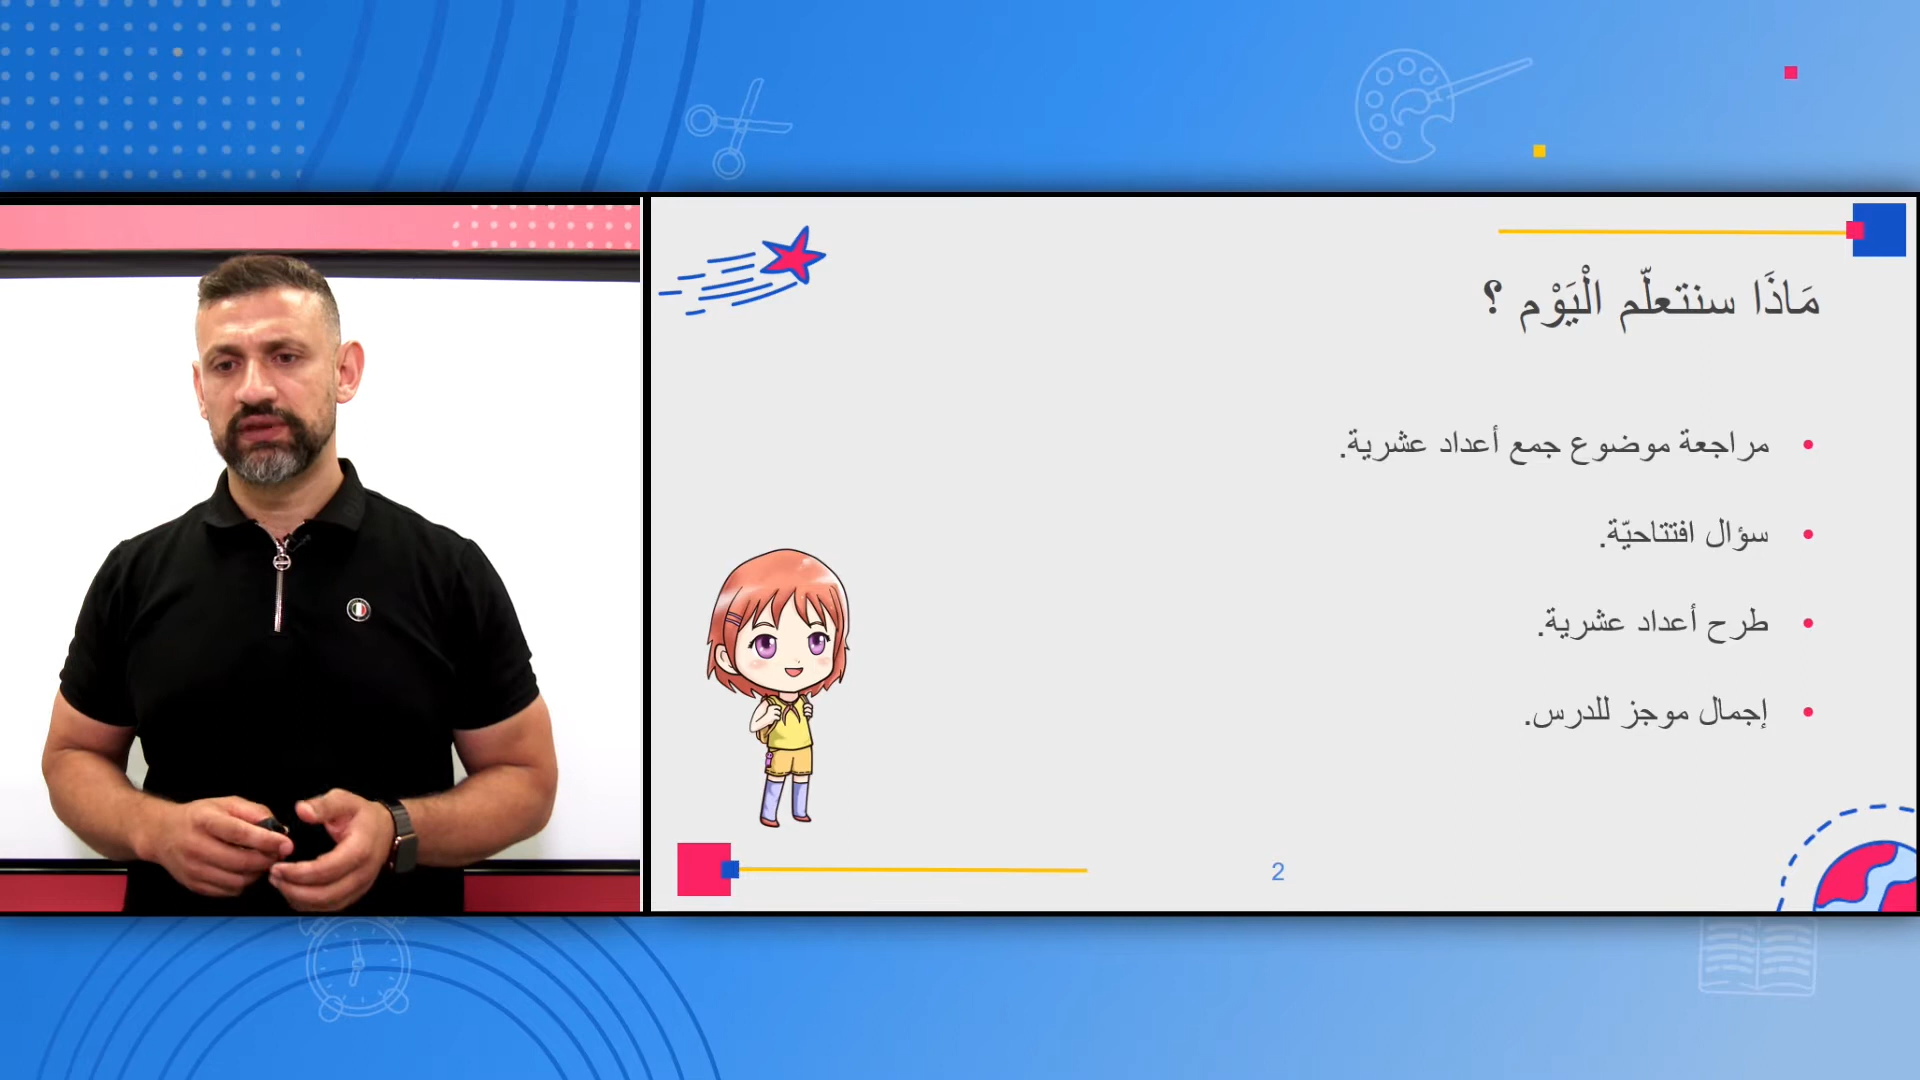 مَاذَا سنتعلّم الْيَوْم ؟
مراجعة موضوع جمع أعداد عشرية.
سؤال افتتاحيّة.
طرح أعداد عشرية.
إجمال موجز للدرس.
2